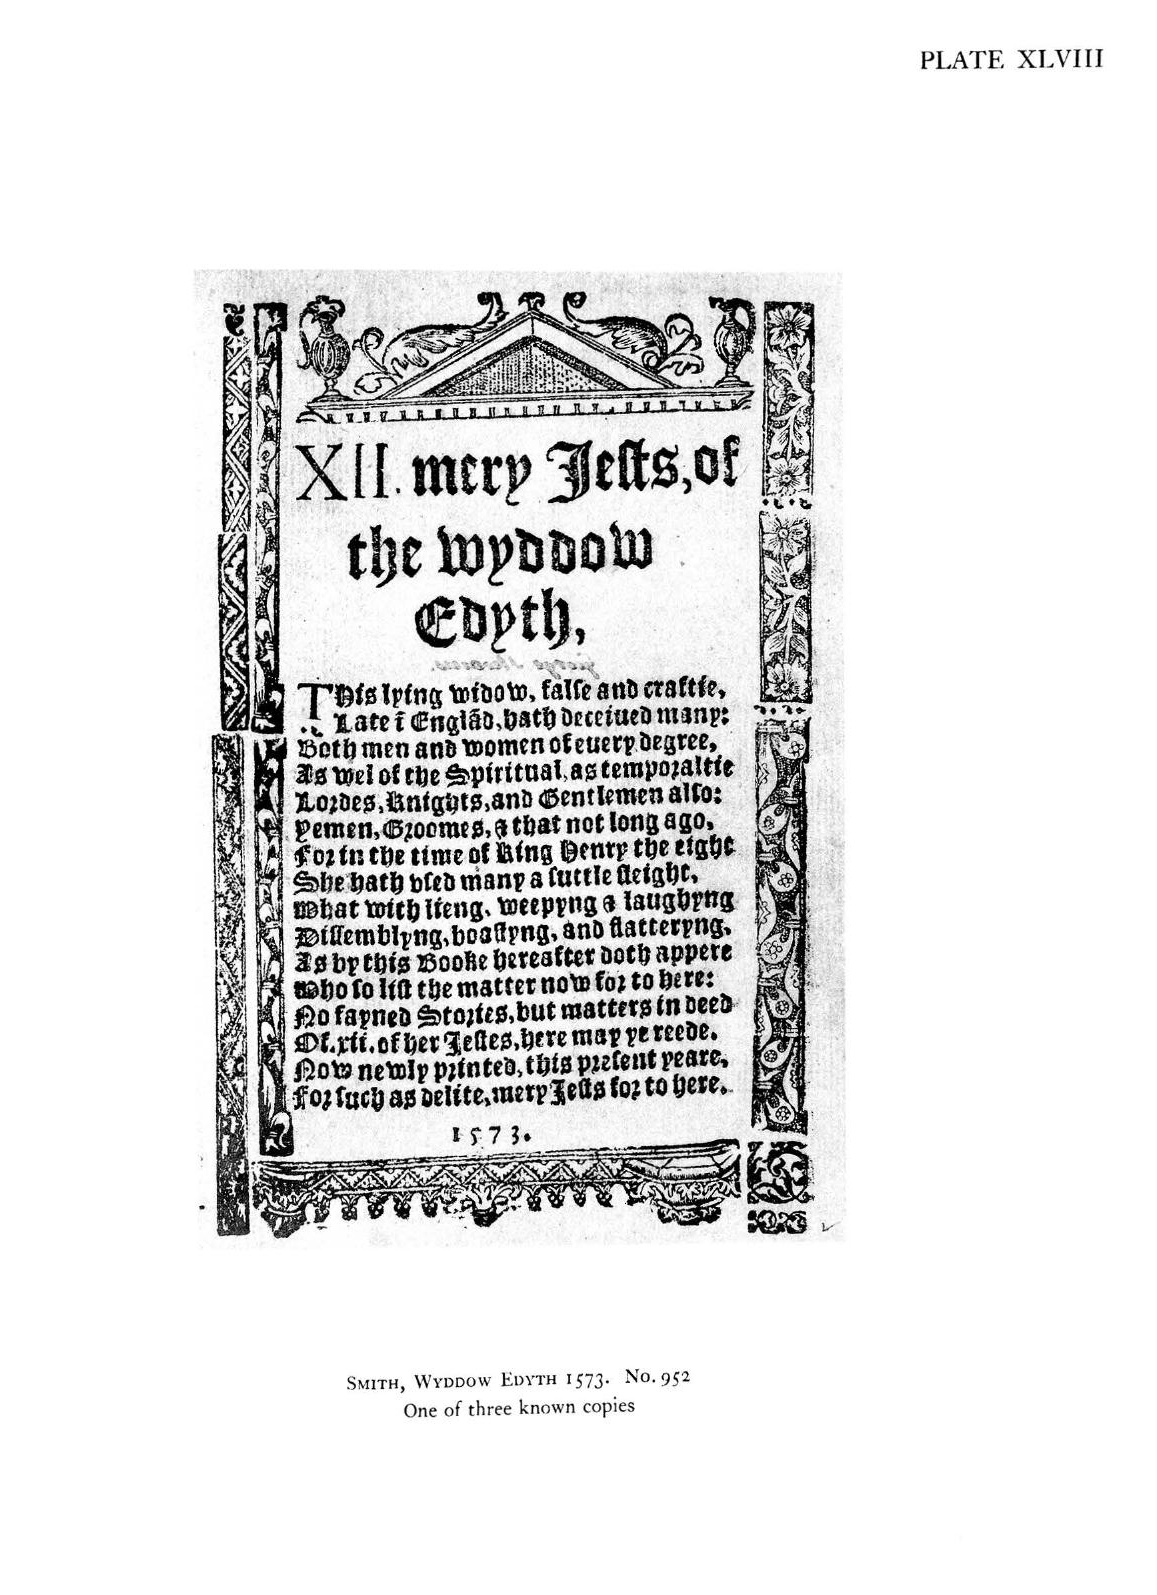 PLATE XLVIII
XII. mery Jeſts, of
the wyddow
Edyth,
THis lying widow, falſe and craftie,
Late ī Englãd, hath deceiued many:
Both men and women of euery degree,
As wel of the Spiritual, as temporaltie
Lordes, Knights, and Gentlemen alſo:
Yemen, Groomes, & that not long ago,
For in the time of King Henry the eight
She hath vſed many a ſuttle ſleight,
What with lieng, weepyng & laughyng
Diſſemblyng, boaſtyng, and flatteryng,
As by this Booke hereafter doth appere
Who ſo liſt the matter now for to here:
No fayned Stories, but matters in deed
Of .xii. of her Jeſtes, here may ye reede.
Now newly printed, this preſent yeare,
For ſuch as delite, mery Jeſts for to here.
1573.
SMITH, WYDDOW EDYTH 1573. No. 952
One of three known copies